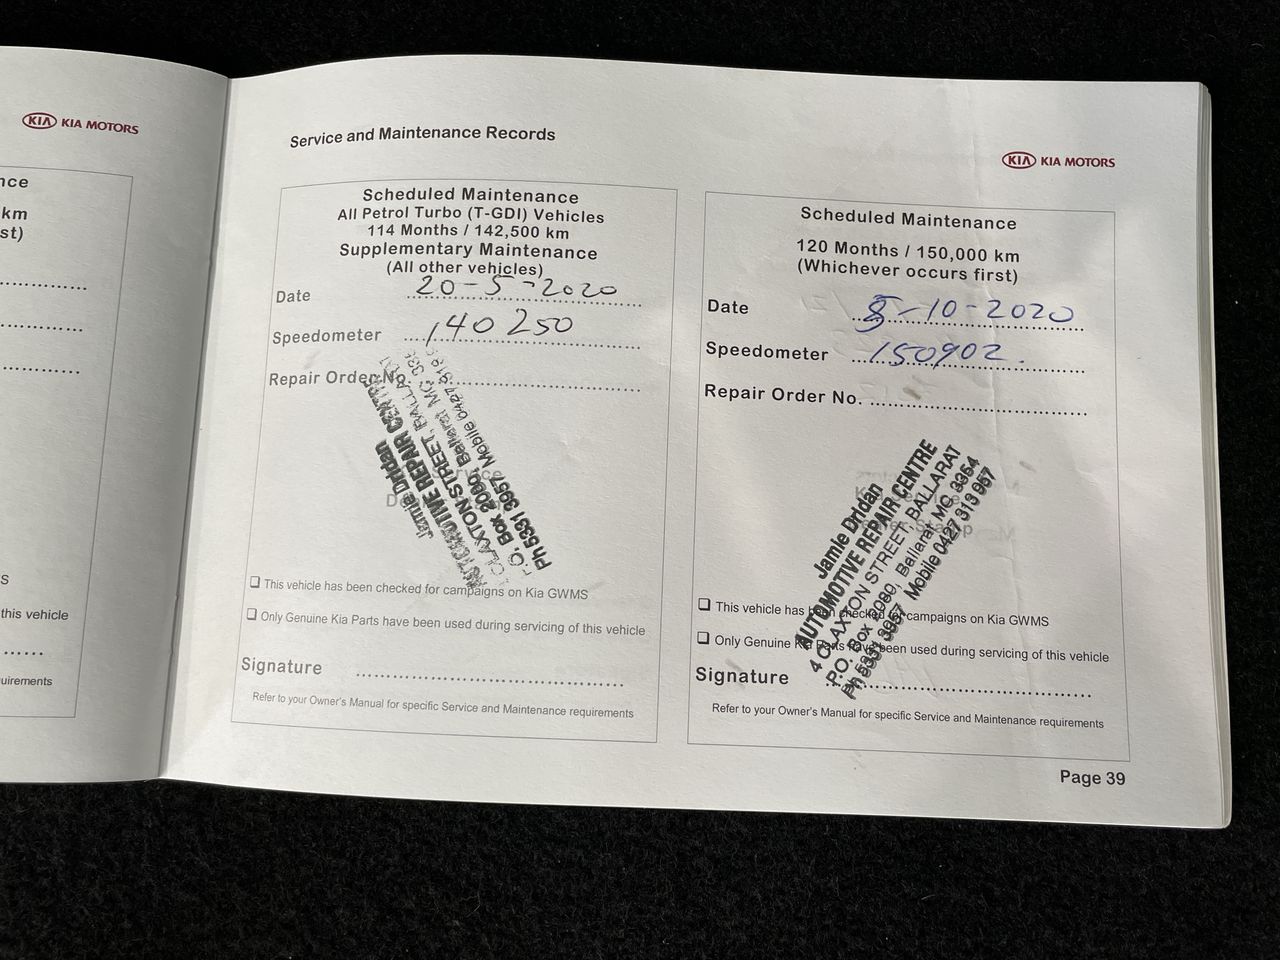 KIA KIA MOTORS
nce
km
st)
S
this vehicle
uirements
Service and Maintenance Records
KIA KIA MOTORS
Scheduled Maintenance
All Petrol Turbo (T-GDI) Vehicles
114 Months / 142,500 km
Supplementary Maintenance
(All other vehicles)
Date 20-5-2020
Speedometer 140250
Repair Order No.
Jamie Dridan
AUTOMOTIVE REPAIR CENTRE
CLAXTON STREET, BALLARAT
P.O. Box 2080, Ballarat MC 335
Ph 5331 3957 Mobile 0427 313
This vehicle has been checked for campaigns on Kia GWMS
Only Genuine Kia Parts have been used during servicing of this vehicle
Signature
Refer to your Owner's Manual for specific Service and Maintenance requirements
Scheduled Maintenance
120 Months / 150,000 km
(Whichever occurs first)
Date 8-10-2020
Speedometer 150902.
Repair Order No.
Jamie Dridan
AUTOMOTIVE REPAIR CENTRE
4 CLAXTON STREET, BALLARAT
P.O. Box 2080, Ballarat MC 3354
Ph 5331 3957 Mobile 0427 313 957
This vehicle has been checked for campaigns on Kia GWMS
Only Genuine Kia Parts have been used during servicing of this vehicle
Signature
Refer to your Owner's Manual for specific Service and Maintenance requirements
Page 39